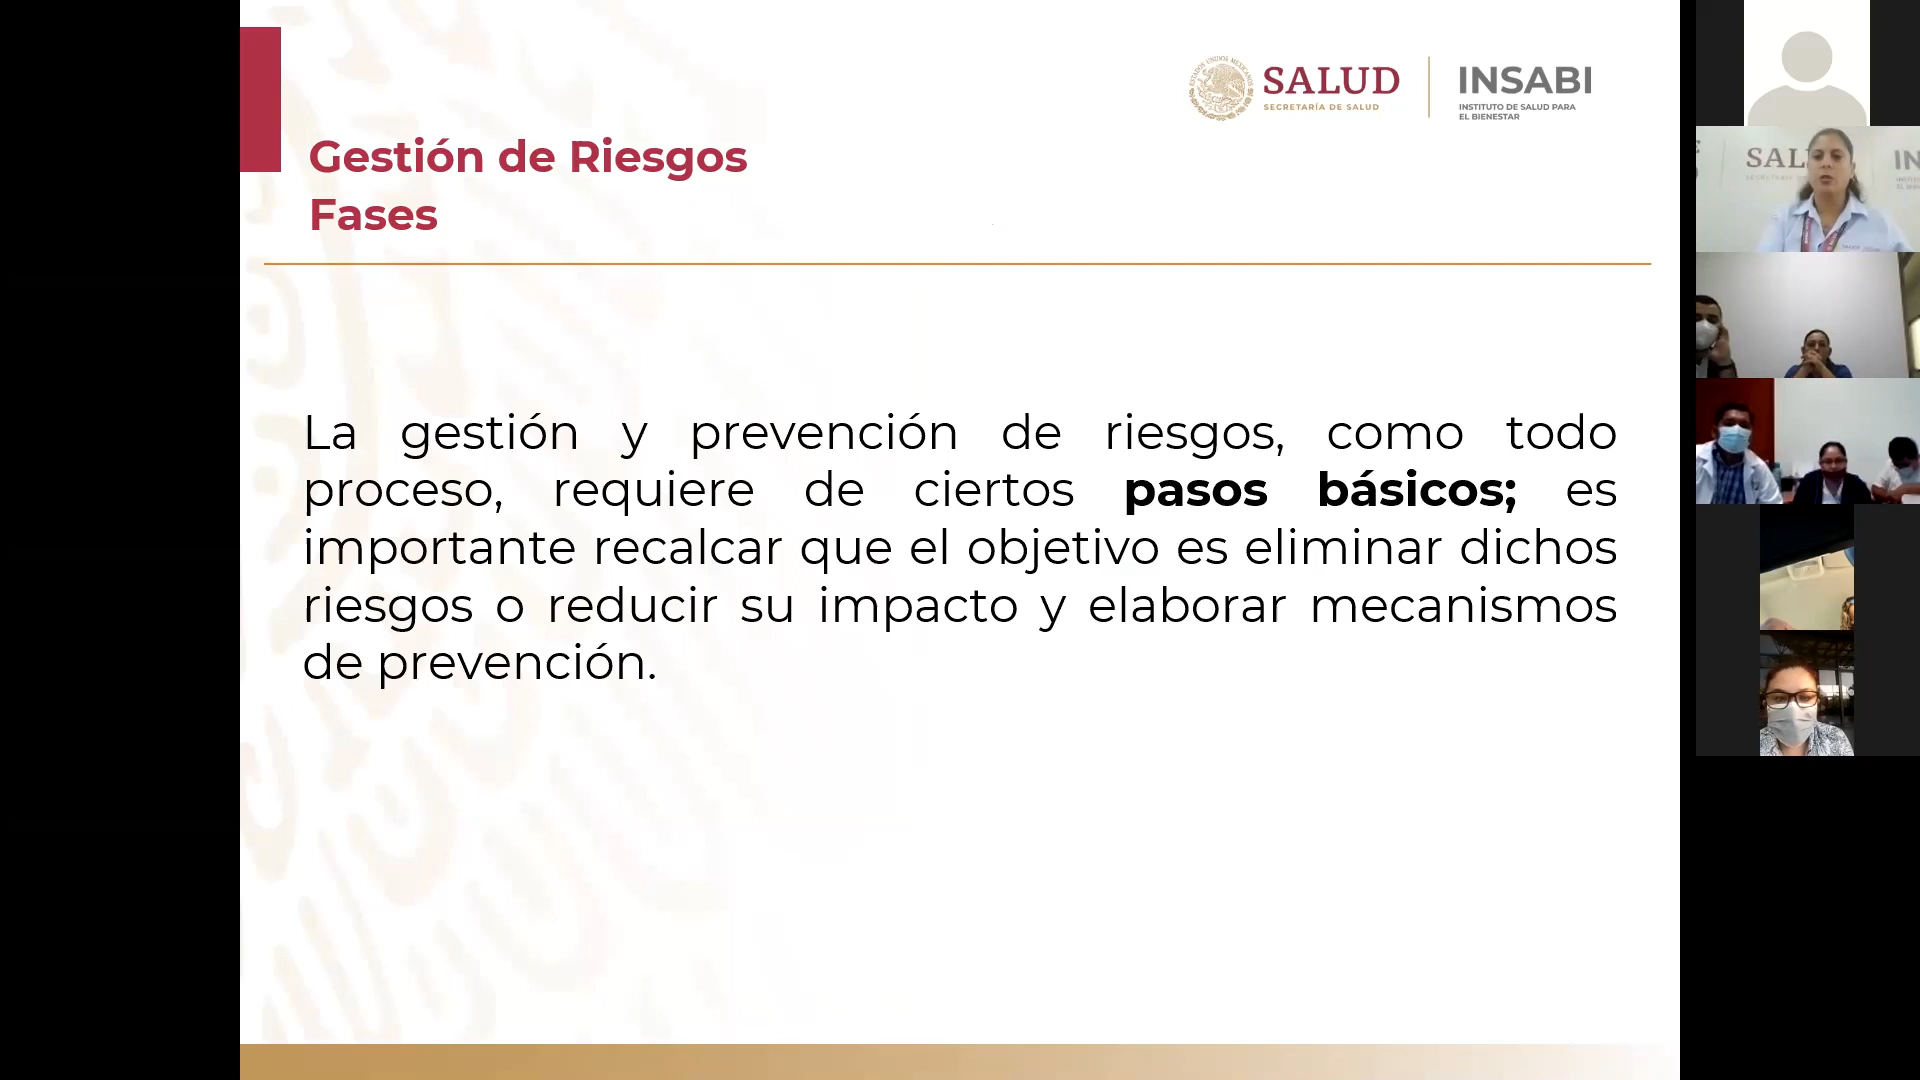 SALUD
SECRETARÍA DE SALUD
INSABI
INSTITUTO DE SALUD PARA
EL BIENESTAR
Gestión de Riesgos
Fases
La gestión y prevención de riesgos, como todo
proceso, requiere de ciertos pasos básicos; es
importante recalcar que el objetivo es eliminar dichos
riesgos o reducir su impacto y elaborar mecanismos
de prevención.